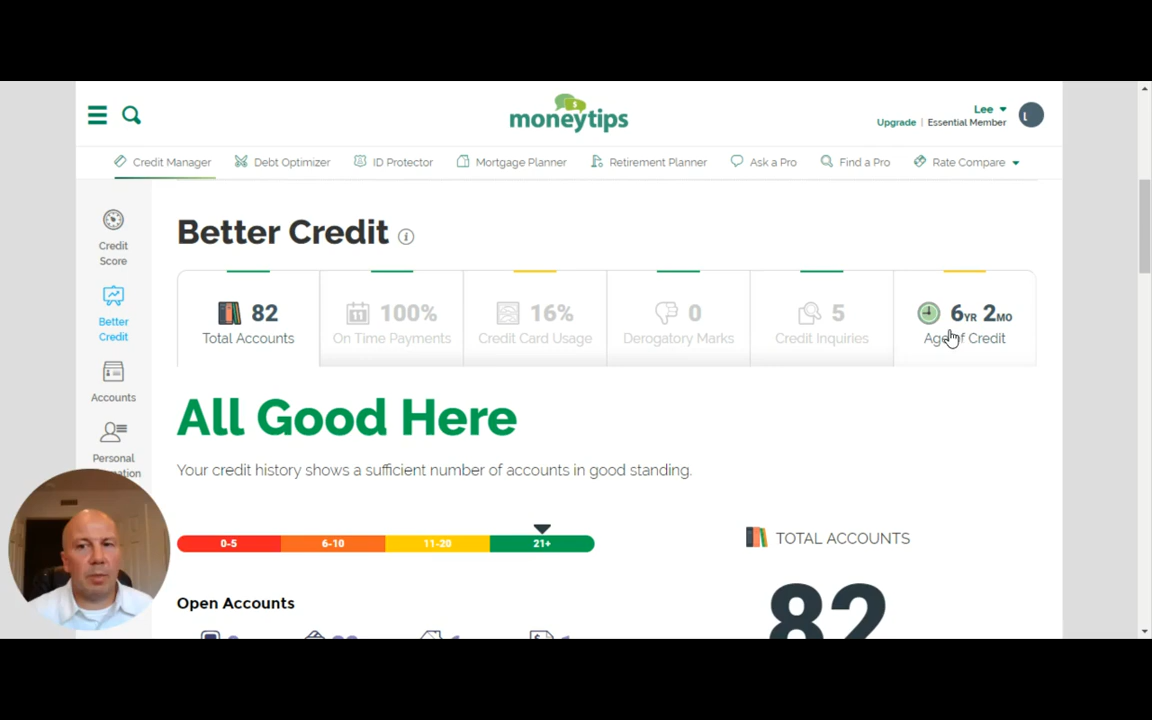 moneytips
Lee
Upgrade | Essential Member
L
Credit Manager Debt Optimizer ID Protector Mortgage Planner Retirement Planner Ask a Pro Find a Pro Rate Compare
Credit Score
Better Credit
Accounts
Personal
Better Credit i
82 Total Accounts
11 100% On Time Payments
16% Credit Card Usage
0 Derogatory Marks
5 Credit Inquiries
6YR 2MO Age of Credit
All Good Here
Your credit history shows a sufficient number of accounts in good standing.
0-5 6-10 11-20 21+
Open Accounts
TOTAL ACCOUNTS
82